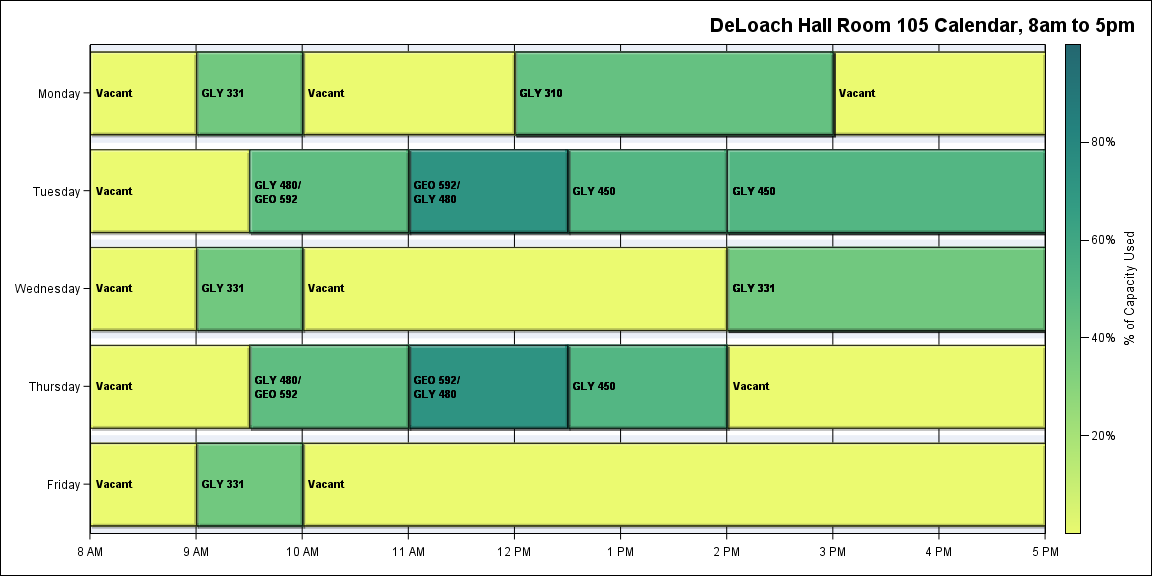 DeLoach Hall Room 105 Calendar, 8am to 5pm
Monday
Vacant
GLY 331
Vacant
GLY 310
Vacant
Tuesday
Vacant
GLY 480/
GEO 592
GEO 592/
GLY 480
GLY 450
GLY 450
Wednesday
Vacant
GLY 331
Vacant
GLY 331
Thursday
Vacant
GLY 480/
GEO 592
GEO 592/
GLY 480
GLY 450
Vacant
Friday
Vacant
GLY 331
Vacant
8 AM
9 AM
10 AM
11 AM
12 PM
1 PM
2 PM
3 PM
4 PM
5 PM
80%
60%
40%
20%
% of Capacity Used